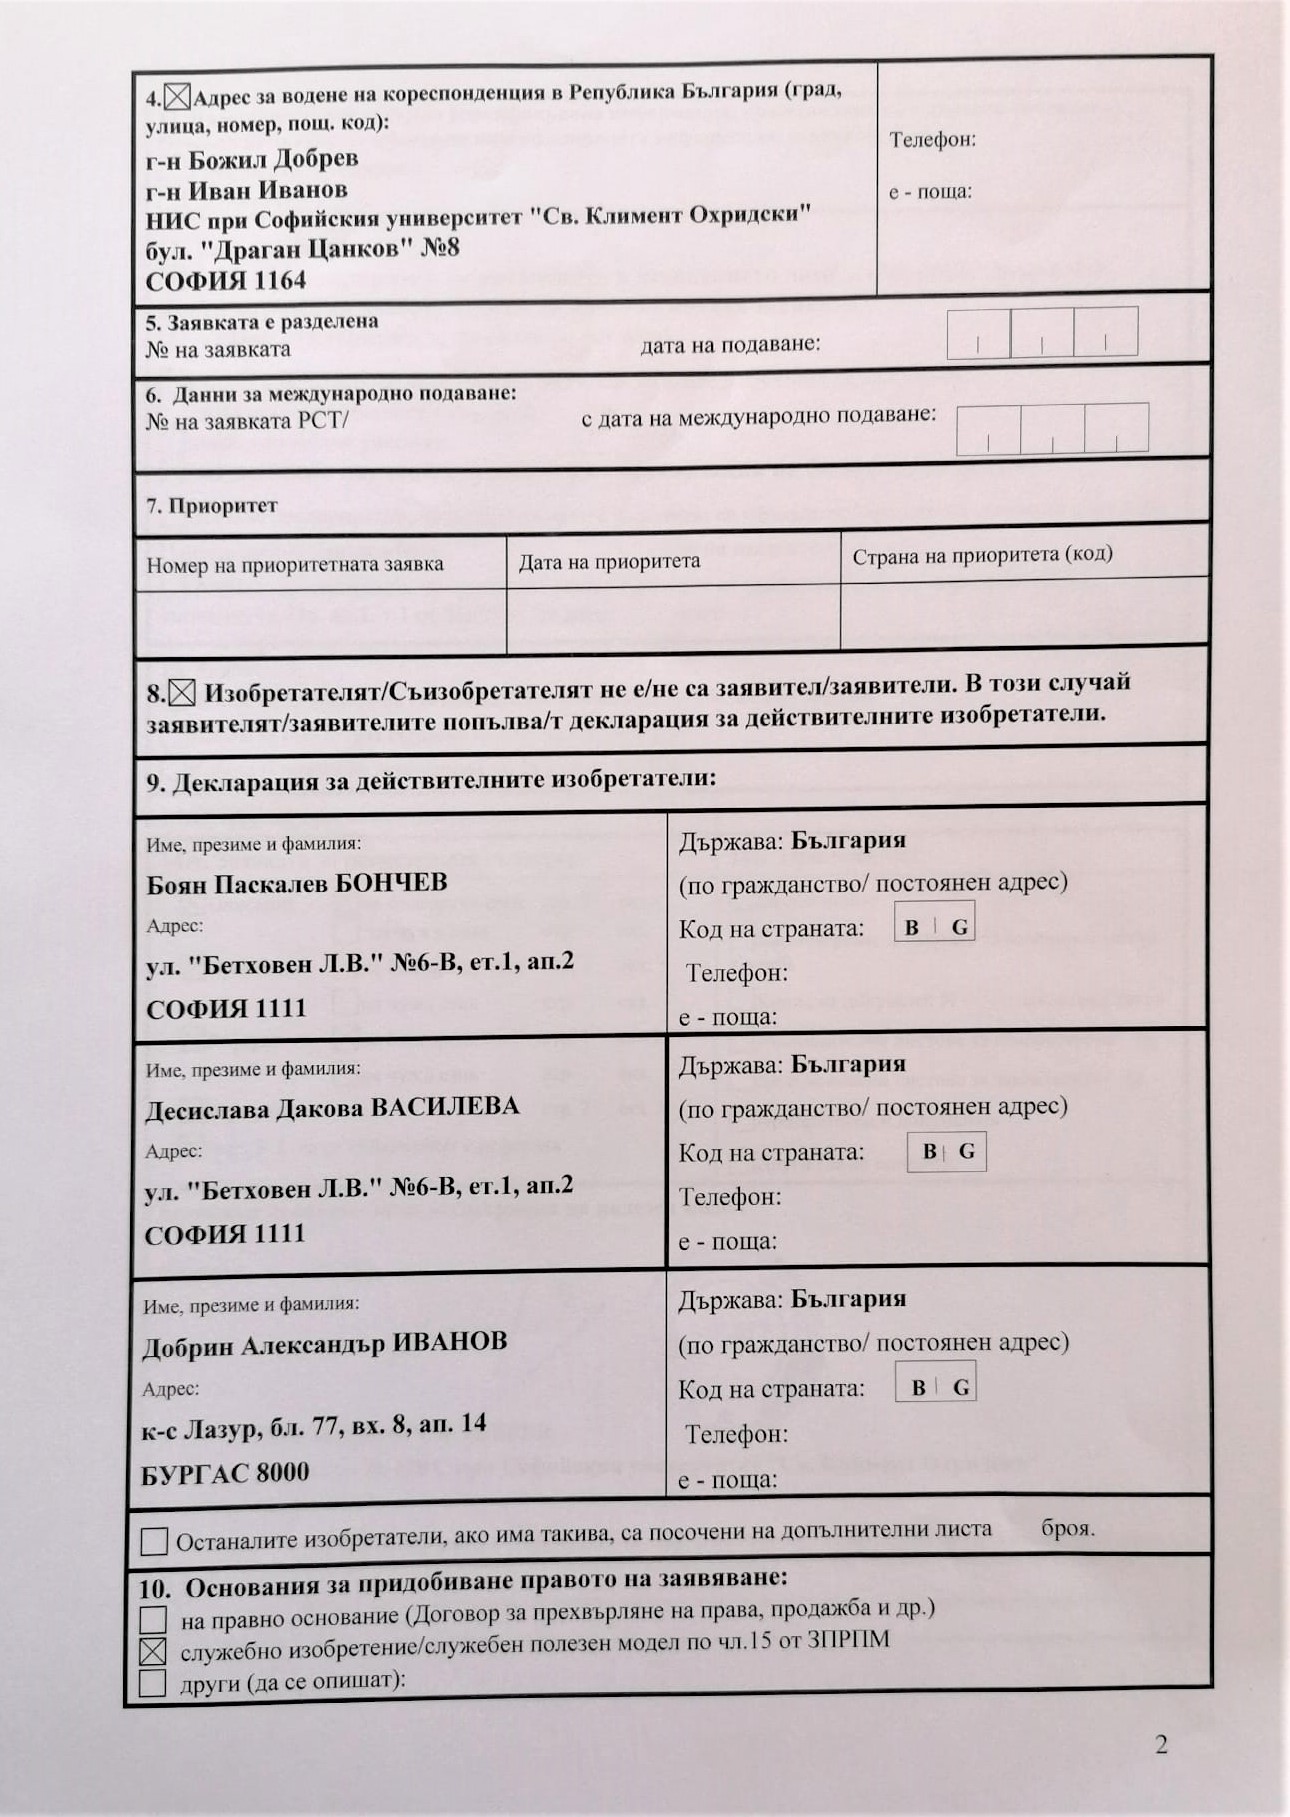 4. Адрес за водене на кореспонденция в Република България (град,
улица, номер, пощ. код):
г-н Божил Добрев
г-н Иван Иванов
НИС при Софийския университет "Св. Климент Охридски"
бул. "Драган Цанков" №8
СОФИЯ 1164
Телефон:
е - поща:
5. Заявката е разделена
№ на заявката дата на подаване:
6. Данни за международно подаване:
№ на заявката PCT/ с дата на международно подаване:
7. Приоритет
Номер на приоритетната заявка Дата на приоритета Страна на приоритета (код)
8. Изобретателят/Съизобретателят не е/не са заявител/заявители. В този случай
заявителят/заявителите попълва/т декларация за действителните изобретатели.
9. Декларация за действителните изобретатели:
Име, презиме и фамилия:
Боян Паскалев БОНЧЕВ
Адрес:
ул. "Бетховен Л.В." №6-В, ет.1, ап.2
СОФИЯ 1111
Държава: България
(по гражданство/ постоянен адрес)
Код на страната: B G
Телефон:
е - поща:
Име, презиме и фамилия:
Десислава Дакова ВАСИЛЕВА
Адрес:
ул. "Бетховен Л.В." №6-В, ет.1, ап.2
СОФИЯ 1111
Държава: България
(по гражданство/ постоянен адрес)
Код на страната: B G
Телефон:
е - поща:
Име, презиме и фамилия:
Добрин Александър ИВАНОВ
Адрес:
к-с Лазур, бл. 77, вх. 8, ап. 14
БУРГАС 8000
Държава: България
(по гражданство/ постоянен адрес)
Код на страната: B G
Телефон:
е - поща:
Останалите изобретатели, ако има такива, са посочени на допълнителни листа броя.
10. Основания за придобиване правото на заявяване:
на правно основание (Договор за прехвърляне на права, продажба и др.)
служебно изобретение/служебен полезен модел по чл.15 от ЗПРПМ
други (да се опишат):
2